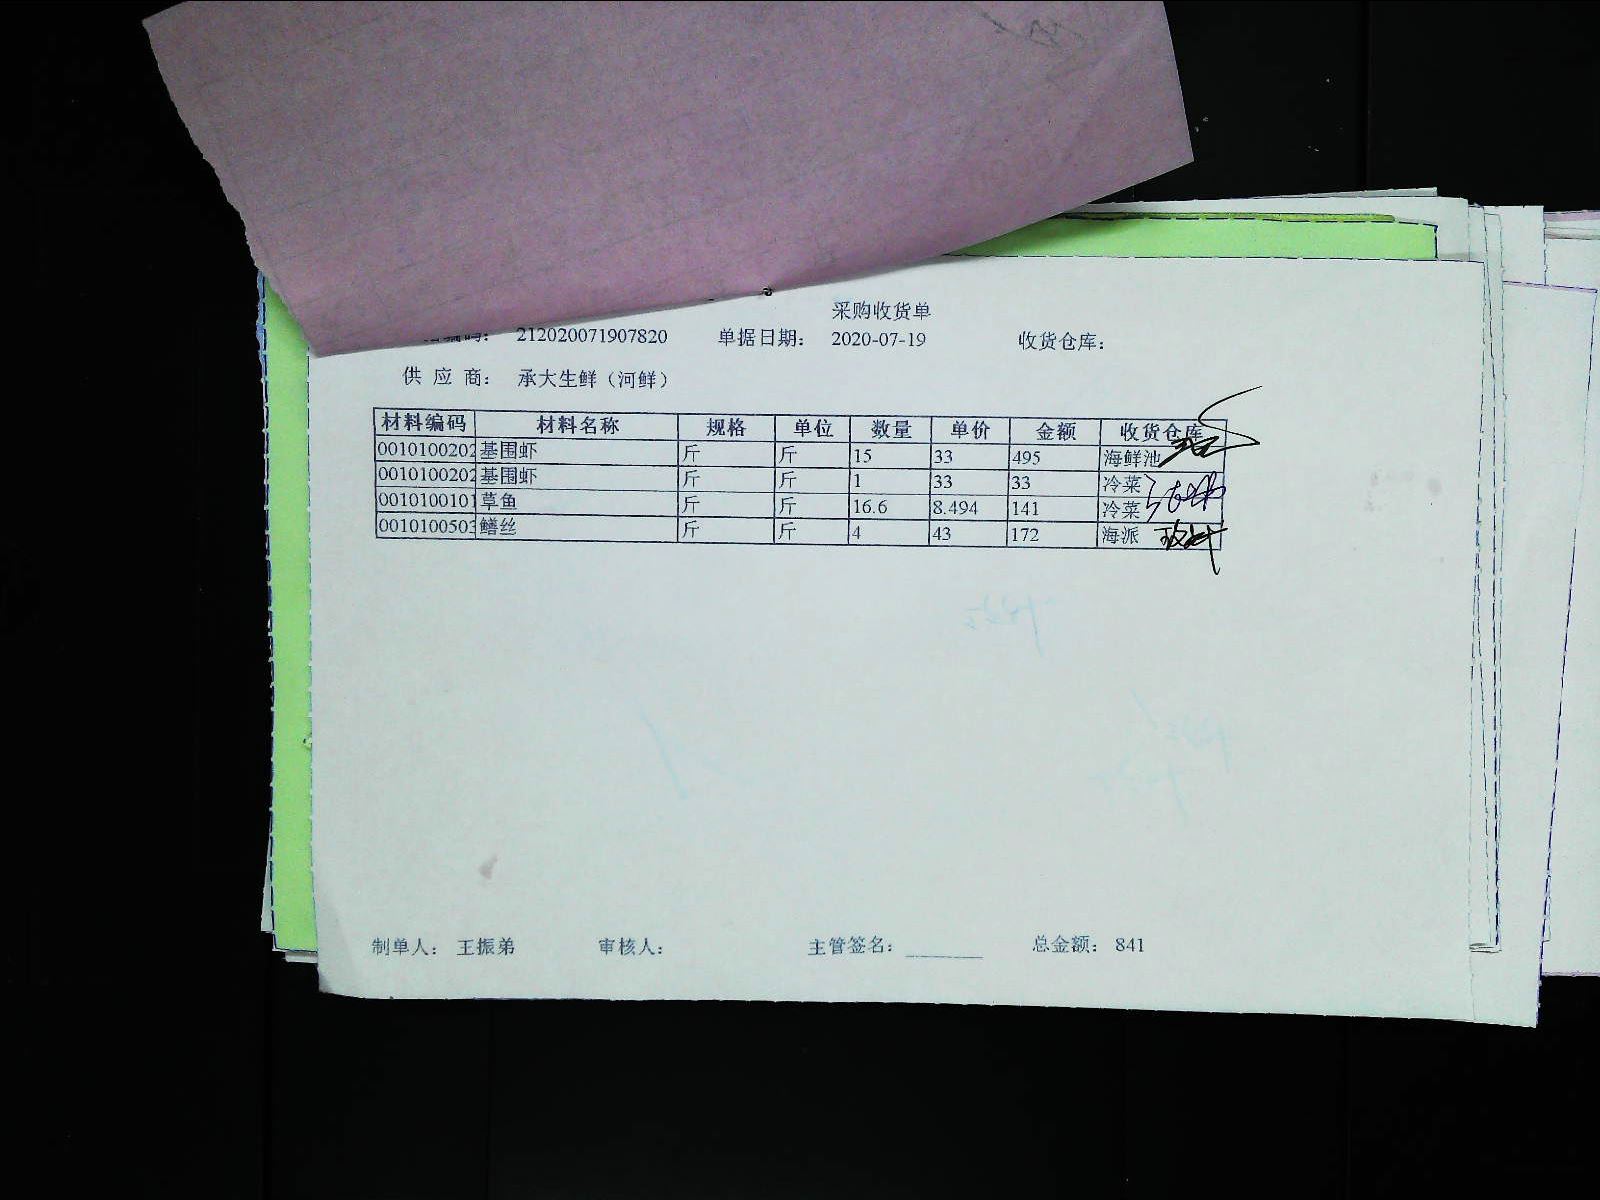 采购收货单
编码： 212020071907820 单据日期： 2020-07-19 收货仓库：
供 应 商： 承大生鲜（河鲜）
材料编码 材料名称 规格 单位 数量 单价 金额 收货仓库
0010100202 基围虾 斤 斤 15 33 495 海鲜池
0010100202 基围虾 斤 斤 1 33 33 冷菜
0010100101 草鱼 斤 斤 16.6 8.494 141 冷菜
0010100503 鳝丝 斤 斤 4 43 172 海派
制单人： 王振弟 审核人： 主管签名： 总金额： 841